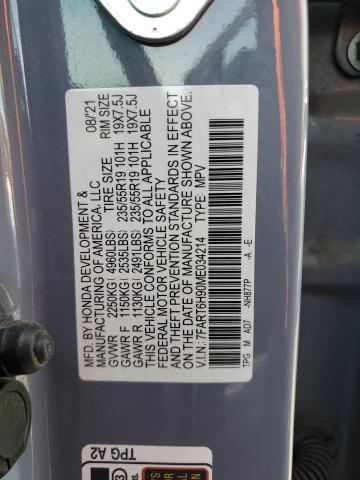 MFD. BY HONDA DEVELOPMENT & 08/'21
MANUFACTURING OF AMERICA, LLC. TIRE SIZE RIM SIZE
GVWR 2250KG( 4960LBS)
GAWR F 1150KG( 2535LBS) 235/55R19 101H 19X7.5J
GAWR R 1130KG( 2491LBS) 235/55R19 101H 19X7.5J
THIS VEHICLE CONFORMS TO ALL APPLICABLE
FEDERAL MOTOR VEHICLE SAFETY
AND THEFT PREVENTION STANDARDS IN EFFECT
ON THE DATE OF MANUFACTURE SHOWN ABOVE.
V.I.N.:7FART6H90ME034214 TYPE: MPV
TPG M AD7 -NH877P -A -E
TPG A2